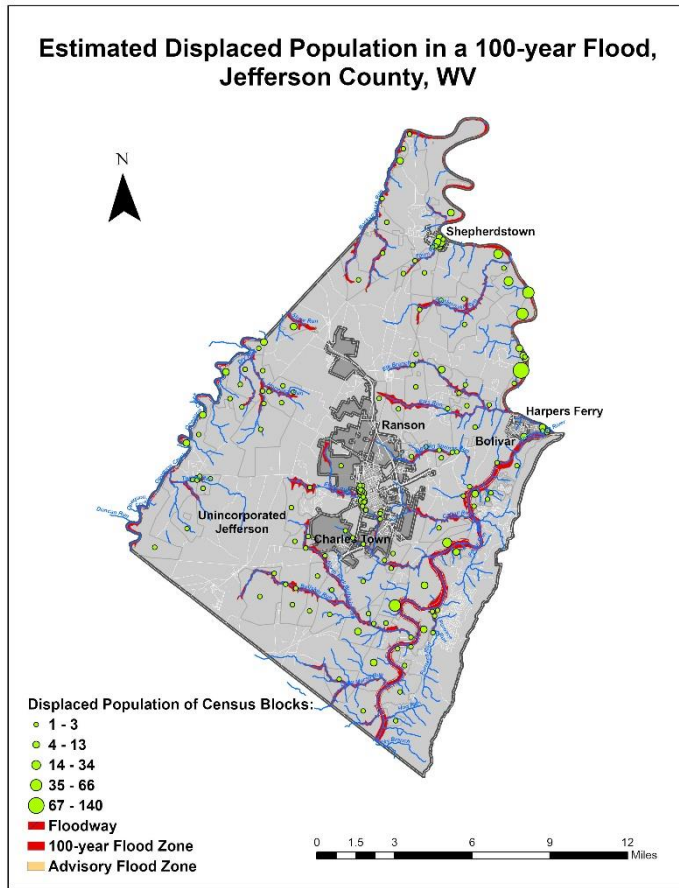 Estimated Displaced Population in a 100-year Flood,
Jefferson County, WV
N
Shepherdstown
Harpers Ferry
Ranson
Bolivar
Unincorporated
Jefferson
Charles Town
Displaced Population of Census Blocks:
1 - 3
4 - 13
14 - 34
35 - 66
67 - 140
Floodway
100-year Flood Zone
Advisory Flood Zone
0 1.5 3 6 9 12
Miles